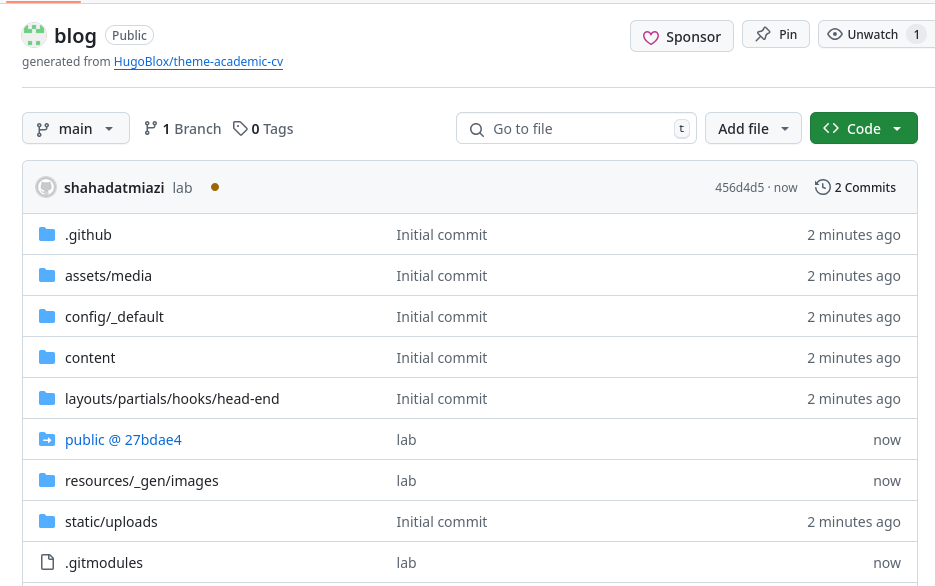 blog Public Sponsor Pin Unwatch 1
generated from HugoBlox/theme-academic-cv
main 1 Branch 0 Tags Go to file t Add file Code
shahadatmiazi lab 456d4d5 · now 2 Commits
.github Initial commit 2 minutes ago
assets/media Initial commit 2 minutes ago
config/_default Initial commit 2 minutes ago
content Initial commit 2 minutes ago
layouts/partials/hooks/head-end Initial commit 2 minutes ago
public @ 27bdae4 lab now
resources/_gen/images lab now
static/uploads Initial commit 2 minutes ago
.gitmodules lab now